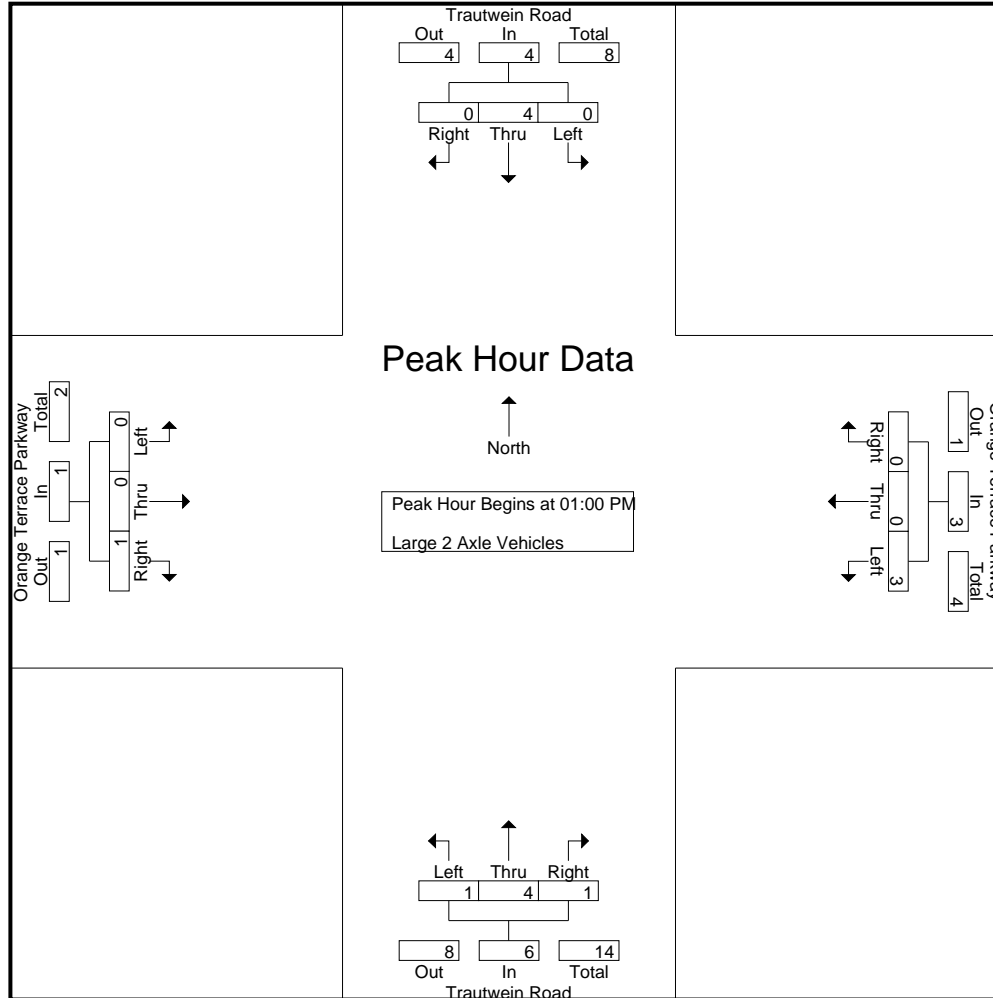 Trautwein Road
Out In Total
4 4 8
0 4 0
Right Thru Left
Peak Hour Data
North
Peak Hour Begins at 01:00 PM
Large 2 Axle Vehicles
Orange Terrace Parkway
Out In Total
1 1 2
Right Thru Left
1 0 0
Out In Total
1 3 4
Right Thru Left
0 0 3
Left Thru Right
1 4 1
8 6 14
Out In Total
Trautwein Road